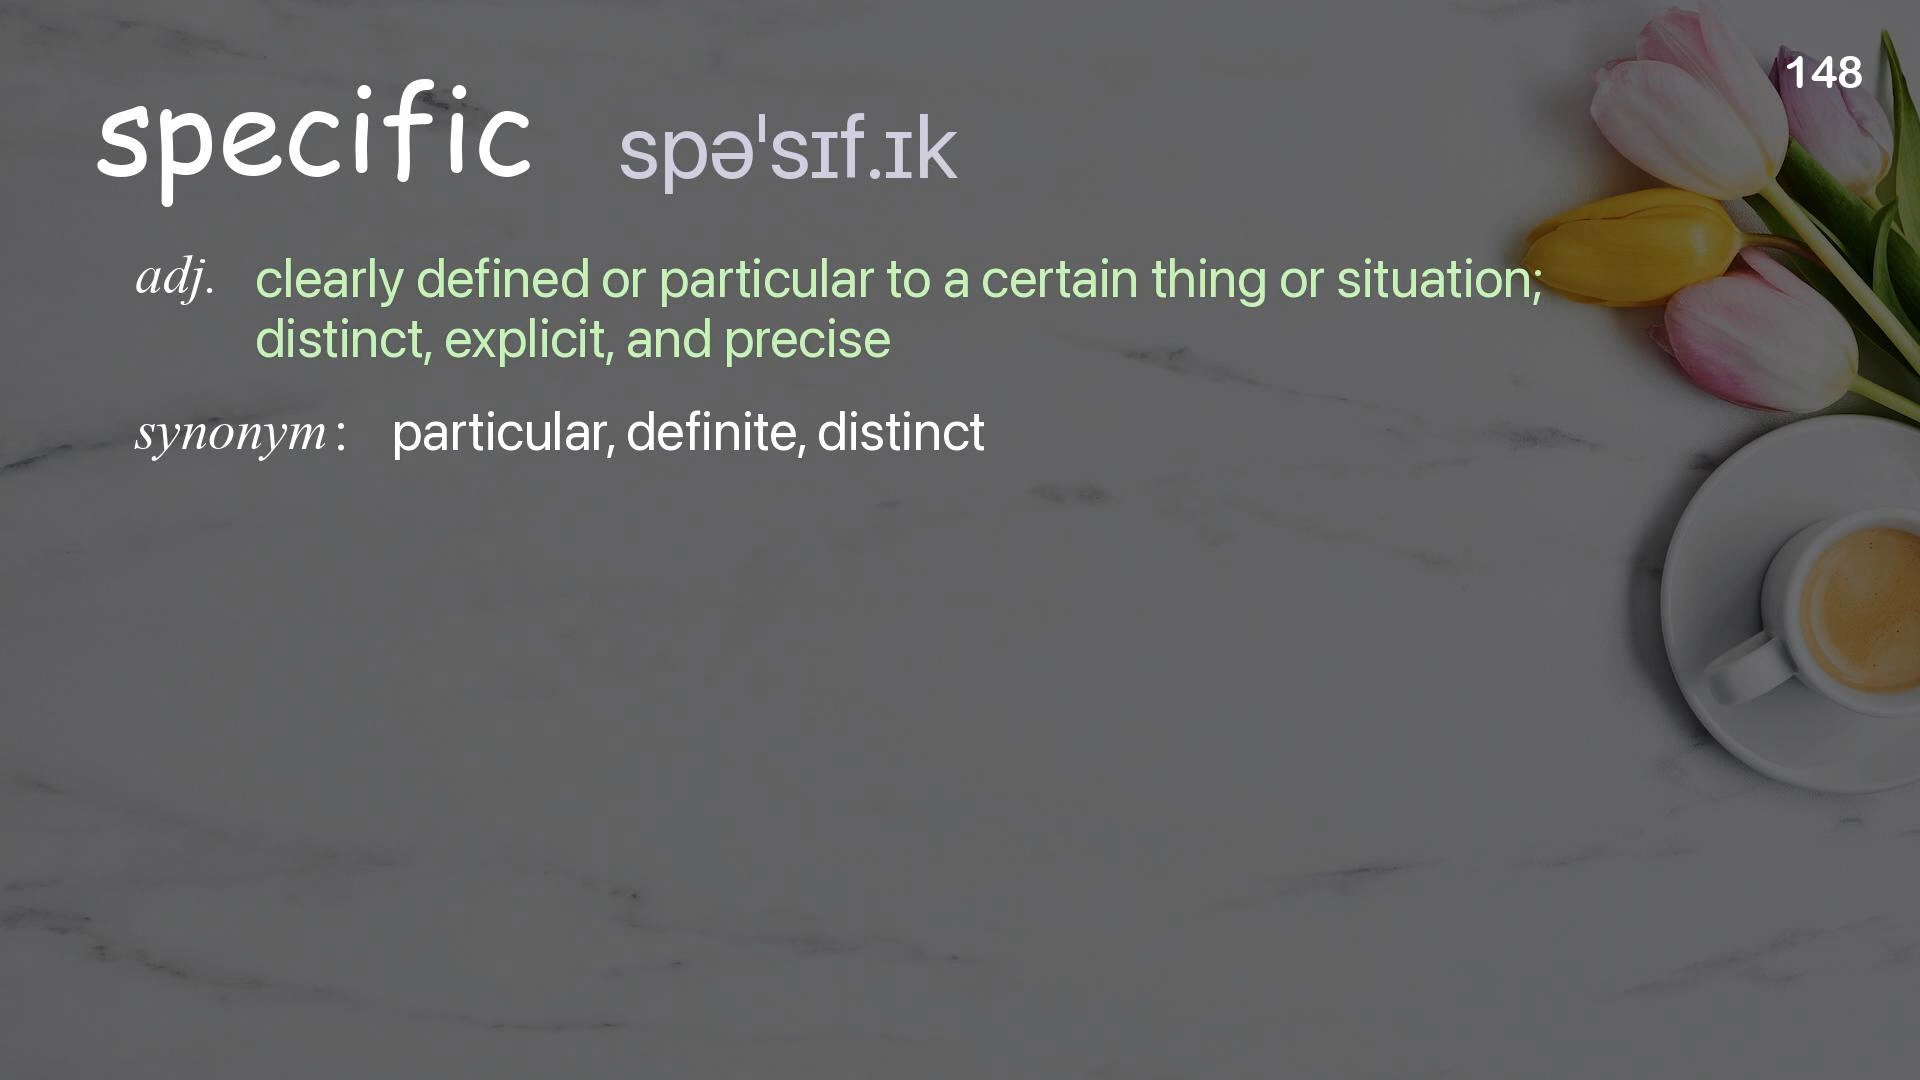 148
specific spəˈsɪf.ɪk
adj. clearly defined or particular to a certain thing or situation;
distinct, explicit, and precise
synonym: particular, definite, distinct